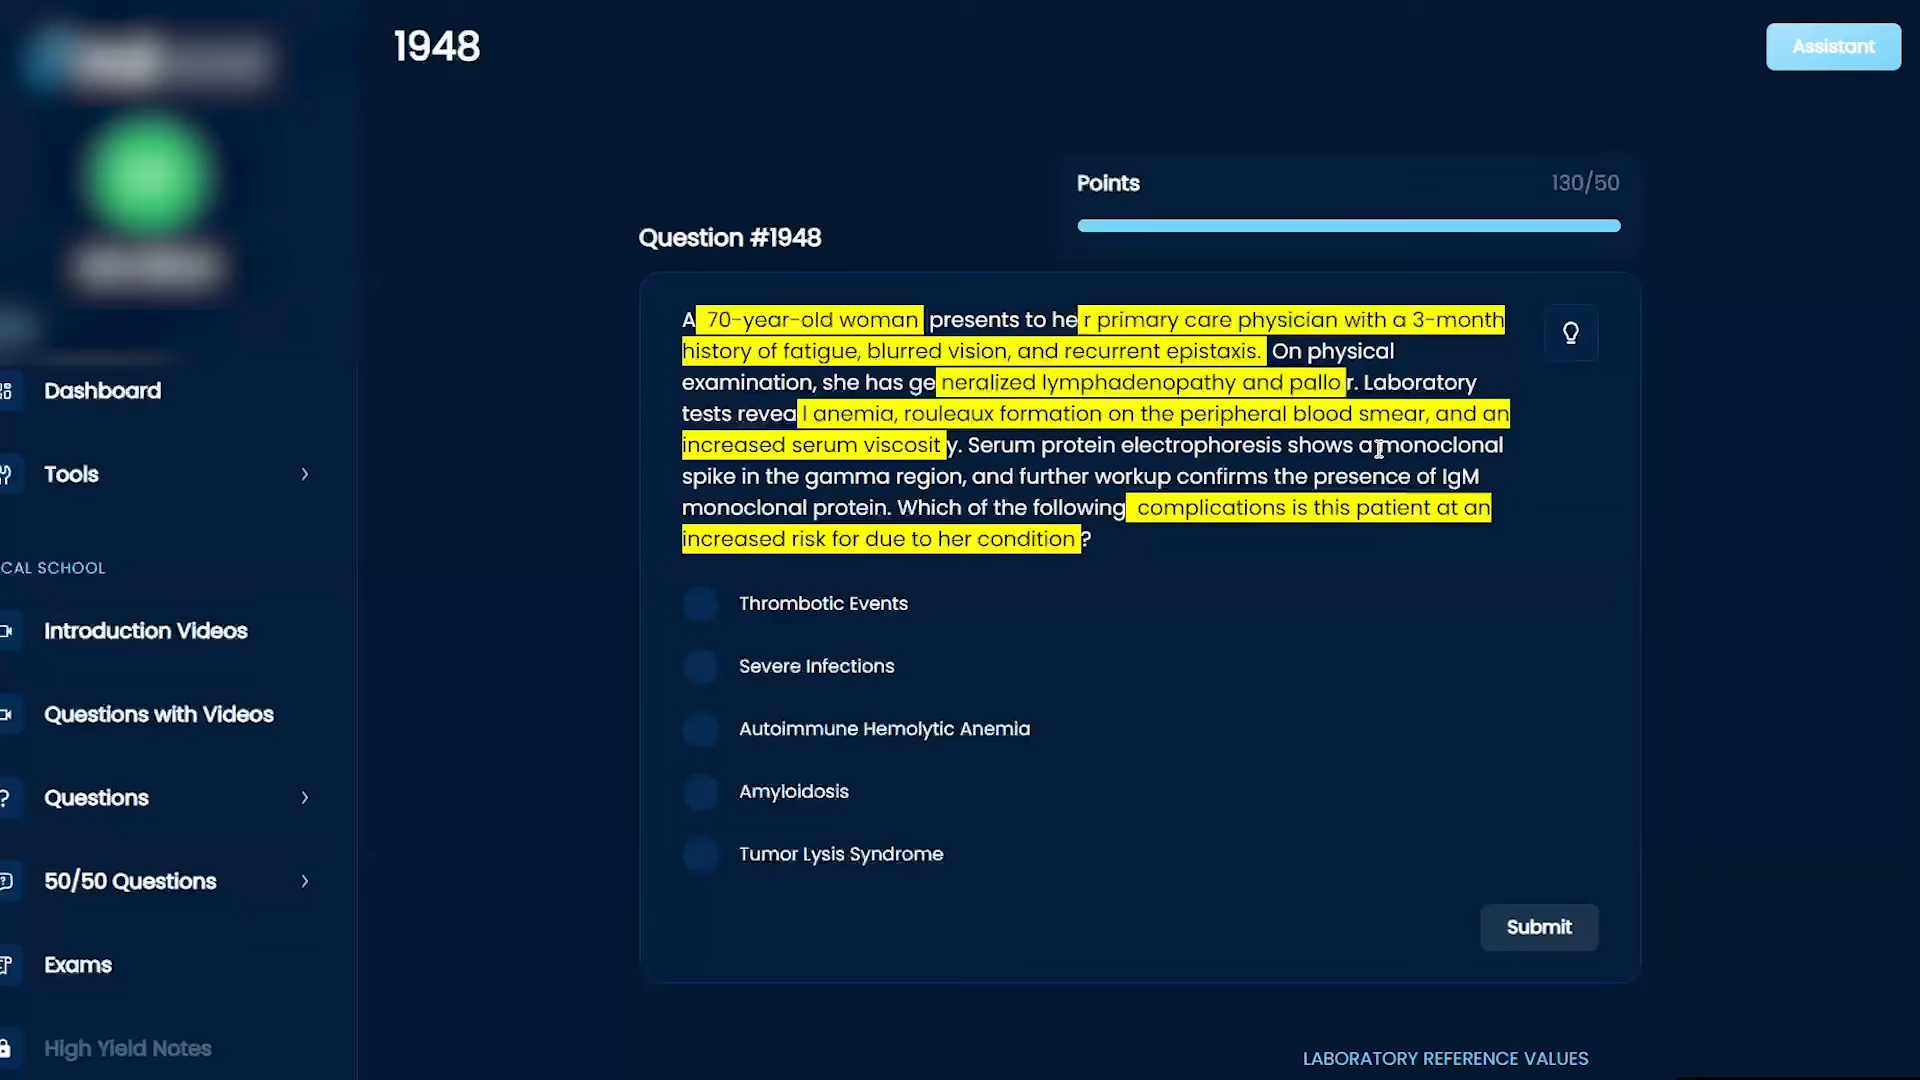 1948
Assistant
Points
130/50
Question #1948
A 70-year-old woman presents to her primary care physician with a 3-month
history of fatigue, blurred vision, and recurrent epistaxis. On physical
examination, she has generalized lymphadenopathy and pallor. Laboratory
tests reveal anemia, rouleaux formation on the peripheral blood smear, and an
increased serum viscosity. Serum protein electrophoresis shows a monoclonal
spike in the gamma region, and further workup confirms the presence of IgM
monoclonal protein. Which of the following complications is this patient at an
increased risk for due to her condition?
Thrombotic Events
Severe Infections
Autoimmune Hemolytic Anemia
Amyloidosis
Tumor Lysis Syndrome
Submit
LABORATORY REFERENCE VALUES
Dashboard
Tools
CAL SCHOOL
Introduction Videos
Questions with Videos
Questions
50/50 Questions
Exams
High Yield Notes